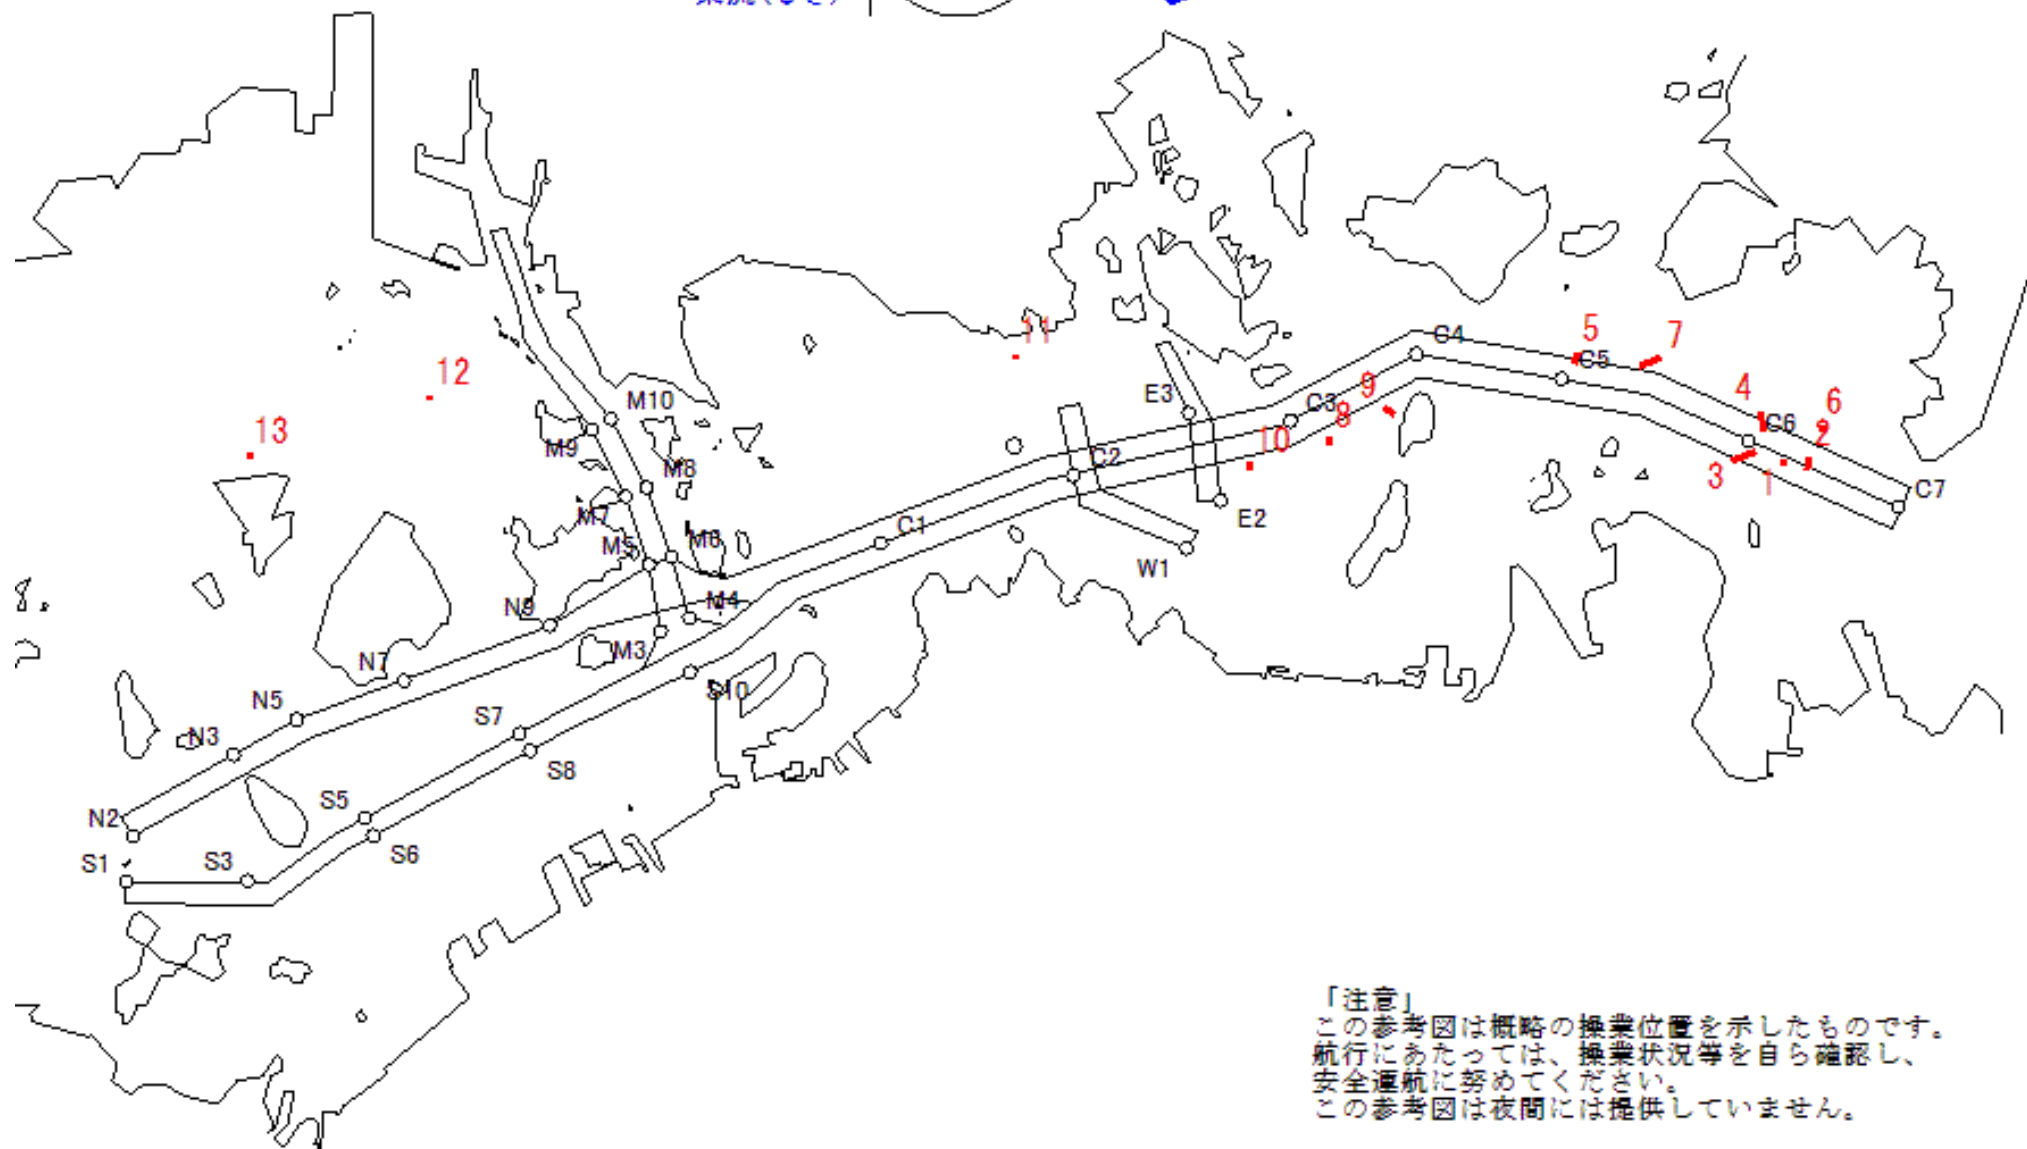 C4
5
C5
7
11
12
M10
E3
9
C3
8
4
C6
6
2
13
M9
M8
C2
10
3
1
C7
M7
C1
E2
M5
M6
W1
N9
M4
M3
N7
S10
N5
S7
N3
S8
S5
N2
S6
S1
S3
「注意」
この参考図は概略の操業位置を示したものです。
航行にあたっては、操業状況等を自ら確認し、
安全運航に努めてください。
この参考図は夜間には提供していません。